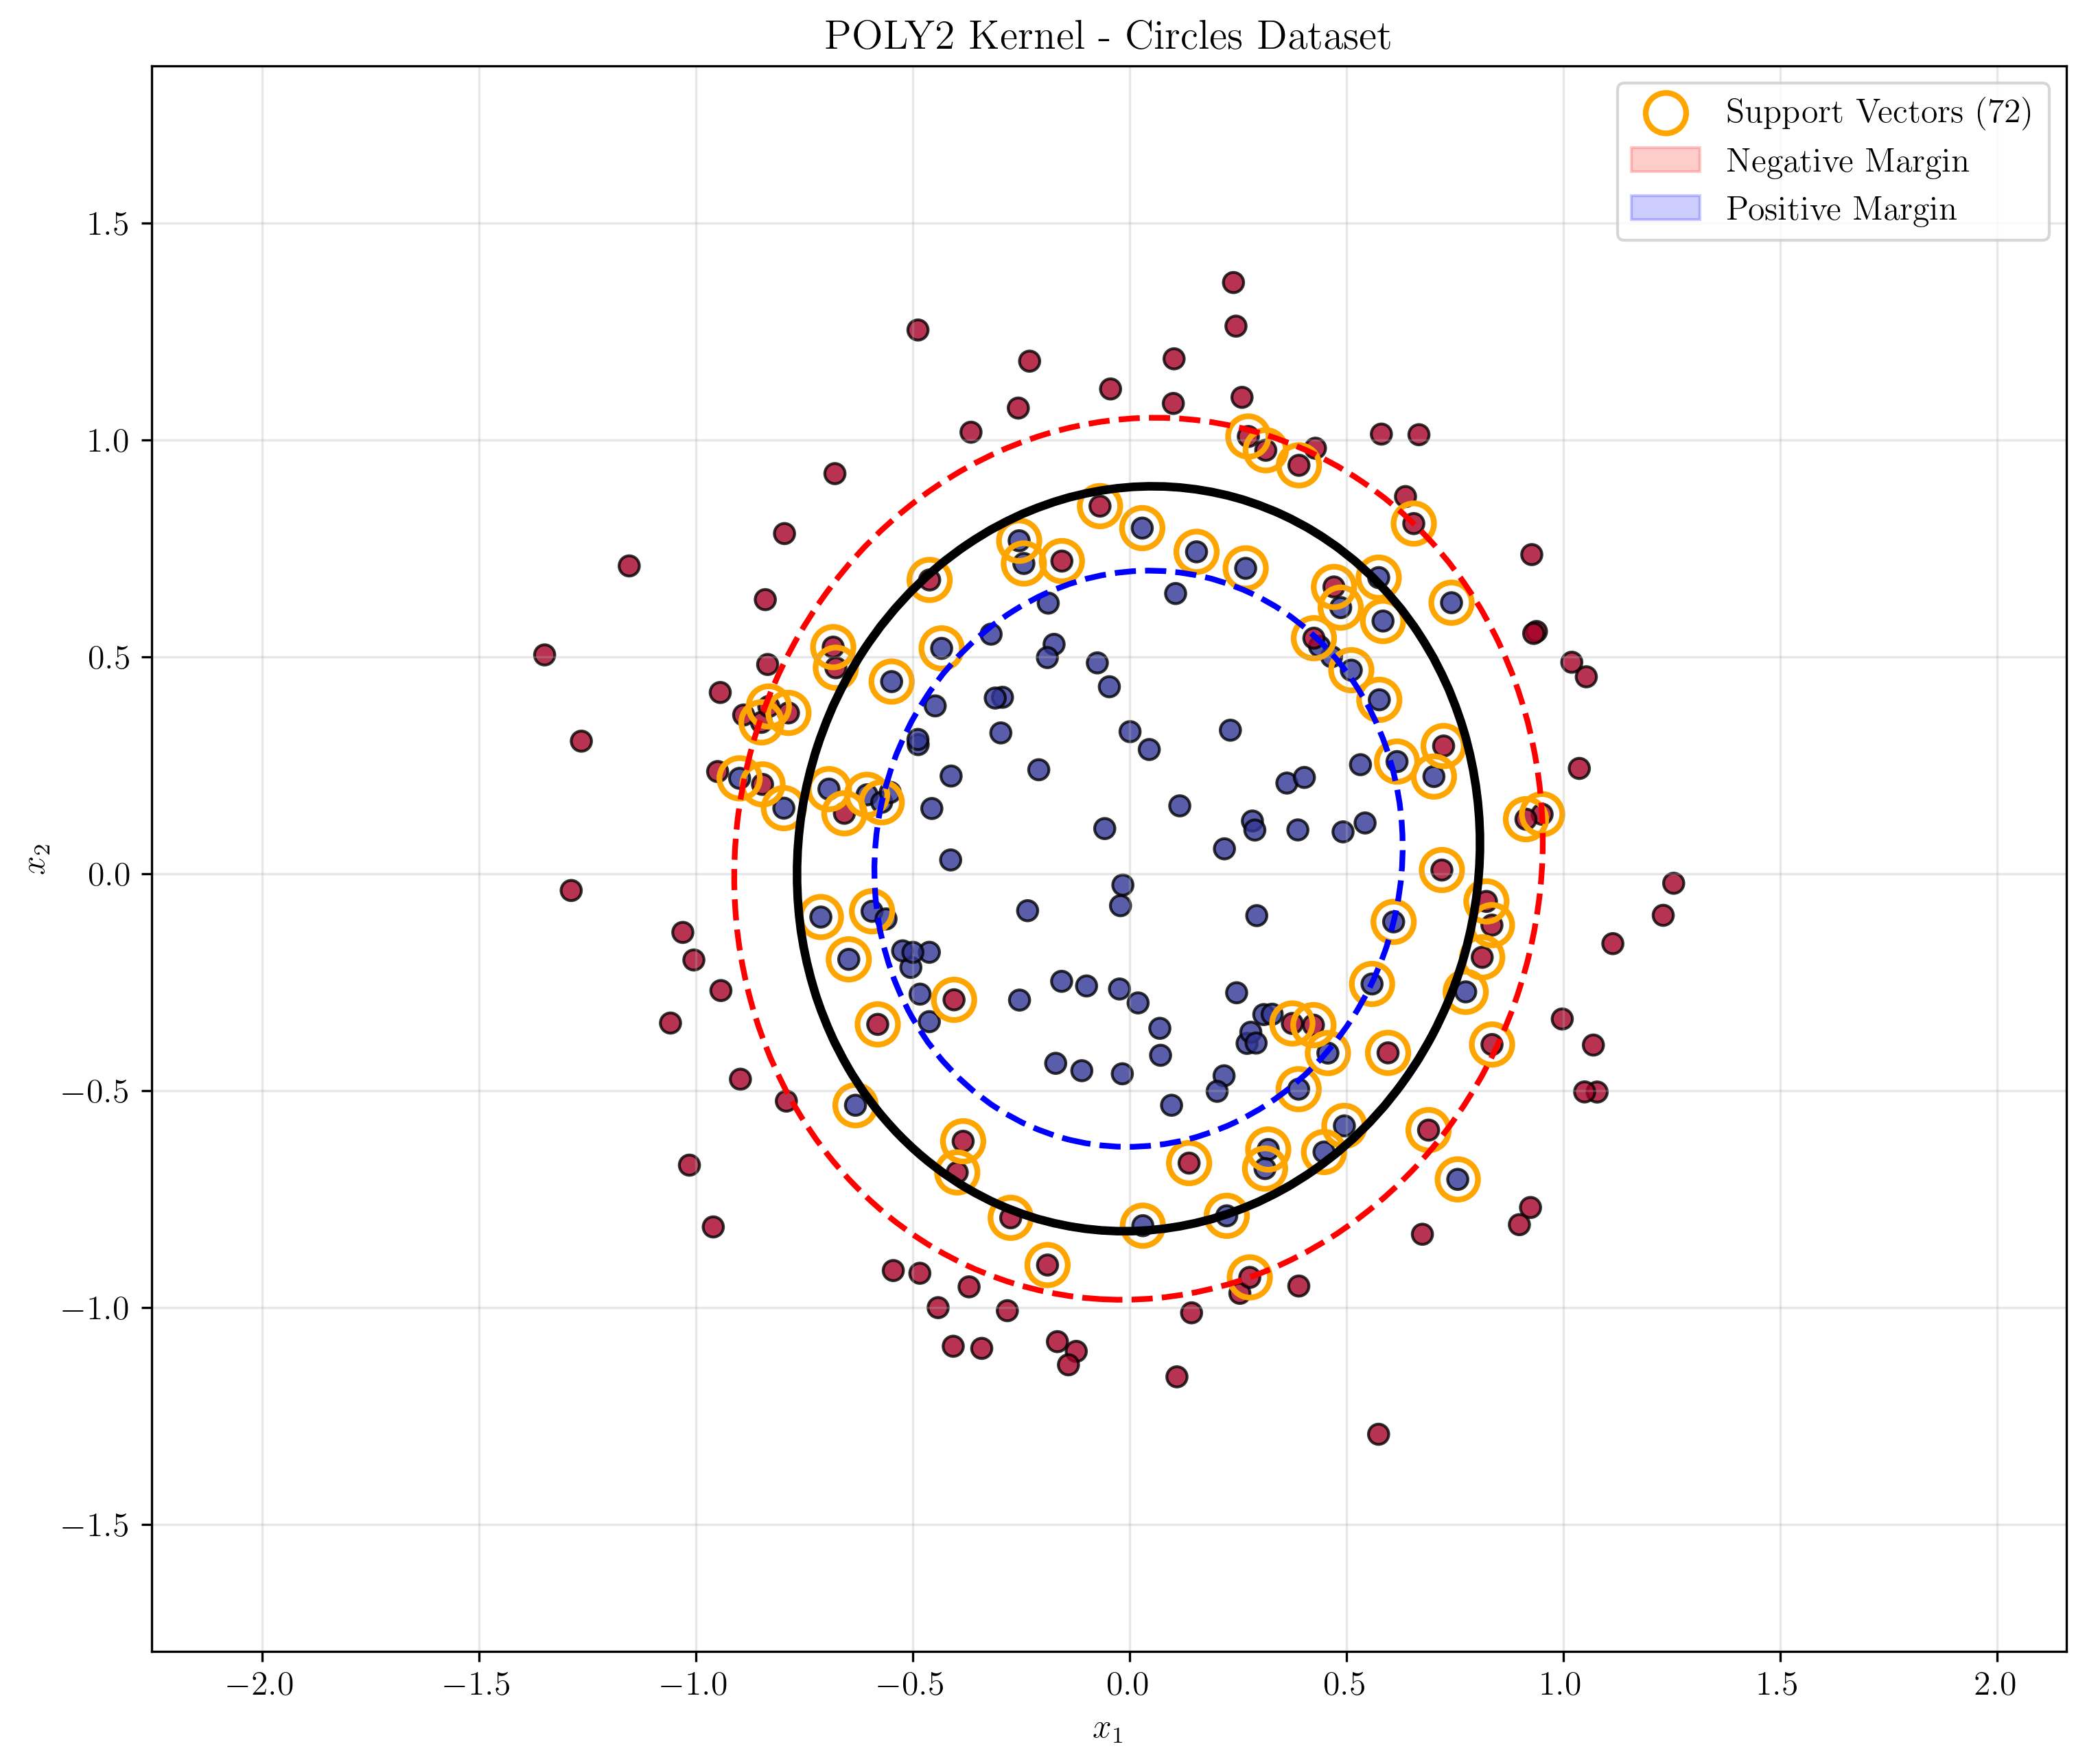 POLY2 Kernel - Circles Dataset
Support Vectors (72)
Negative Margin
Positive Margin
1.5
1.0
0.5
0.0
−0.5
−1.0
−1.5
x₂
−2.0 −1.5 −1.0 −0.5 0.0 0.5 1.0 1.5 2.0
x₁